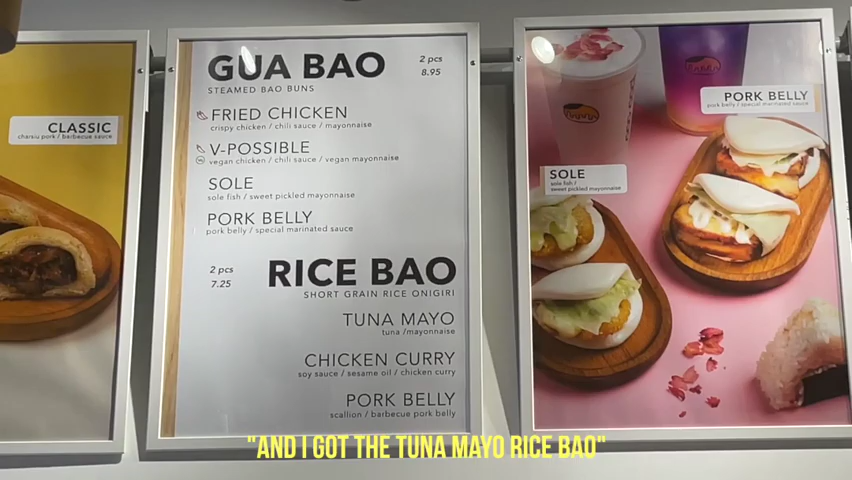 CLASSIC
charsiu pork / barbecue sauce
GUA BAO
STEAMED BAO BUNS
2 pcs
8.95
FRIED CHICKEN
crispy chicken / chili sauce / mayonnaise
V-POSSIBLE
vegan chicken / chili sauce / vegan mayonnaise
SOLE
sole fish / sweet pickled mayonnaise
PORK BELLY
pork belly / special marinated sauce
2 pcs
7.25
RICE BAO
SHORT GRAIN RICE ONIGIRI
TUNA MAYO
tuna /mayonnaise
CHICKEN CURRY
soy sauce / sesame oil / chicken curry
PORK BELLY
scallion / barbecue pork belly
PORK BELLY
pork belly / special marinated sauce
SOLE
sole fish /
sweet pickled mayonnaise
"AND I GOT THE TUNA MAYO RICE BAO"